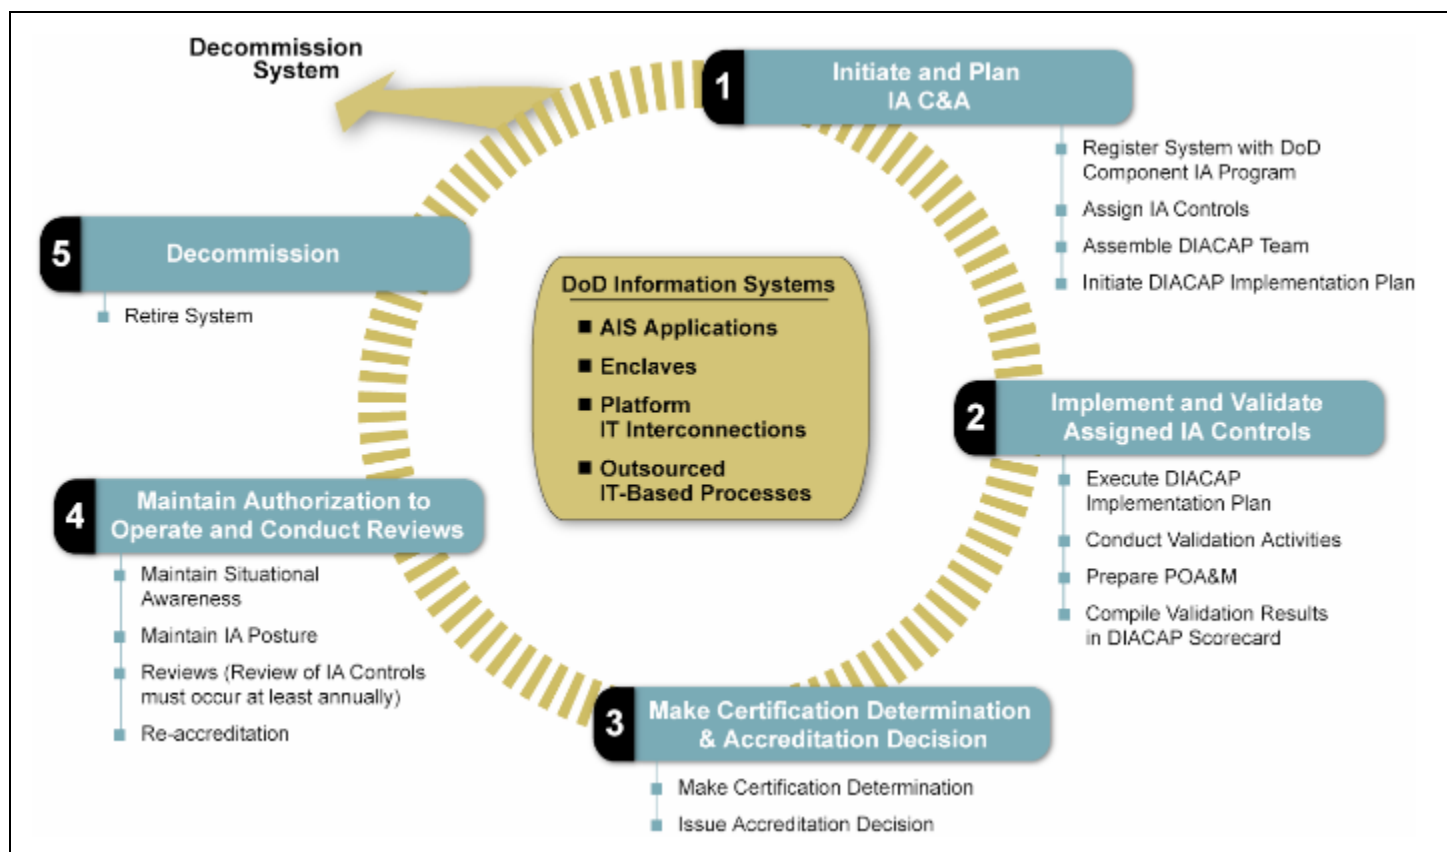 Decommission
System
1
Initiate and Plan
IA C&A
Register System with DoD
Component IA Program
Assign IA Controls
Assemble DIACAP Team
Initiate DIACAP Implementation Plan
2
Implement and Validate
Assigned IA Controls
Execute DIACAP
Implementation Plan
Conduct Validation Activities
Prepare POA&M
Compile Validation Results
in DIACAP Scorecard
3
Make Certification Determination
& Accreditation Decision
Make Certification Determination
Issue Accreditation Decision
4
Maintain Authorization to
Operate and Conduct Reviews
Maintain Situational
Awareness
Maintain IA Posture
Reviews (Review of IA Controls
must occur at least annually)
Re-accreditation
5
Decommission
Retire System
DoD Information Systems
AIS Applications
Enclaves
Platform
IT Interconnections
Outsourced
IT-Based Processes